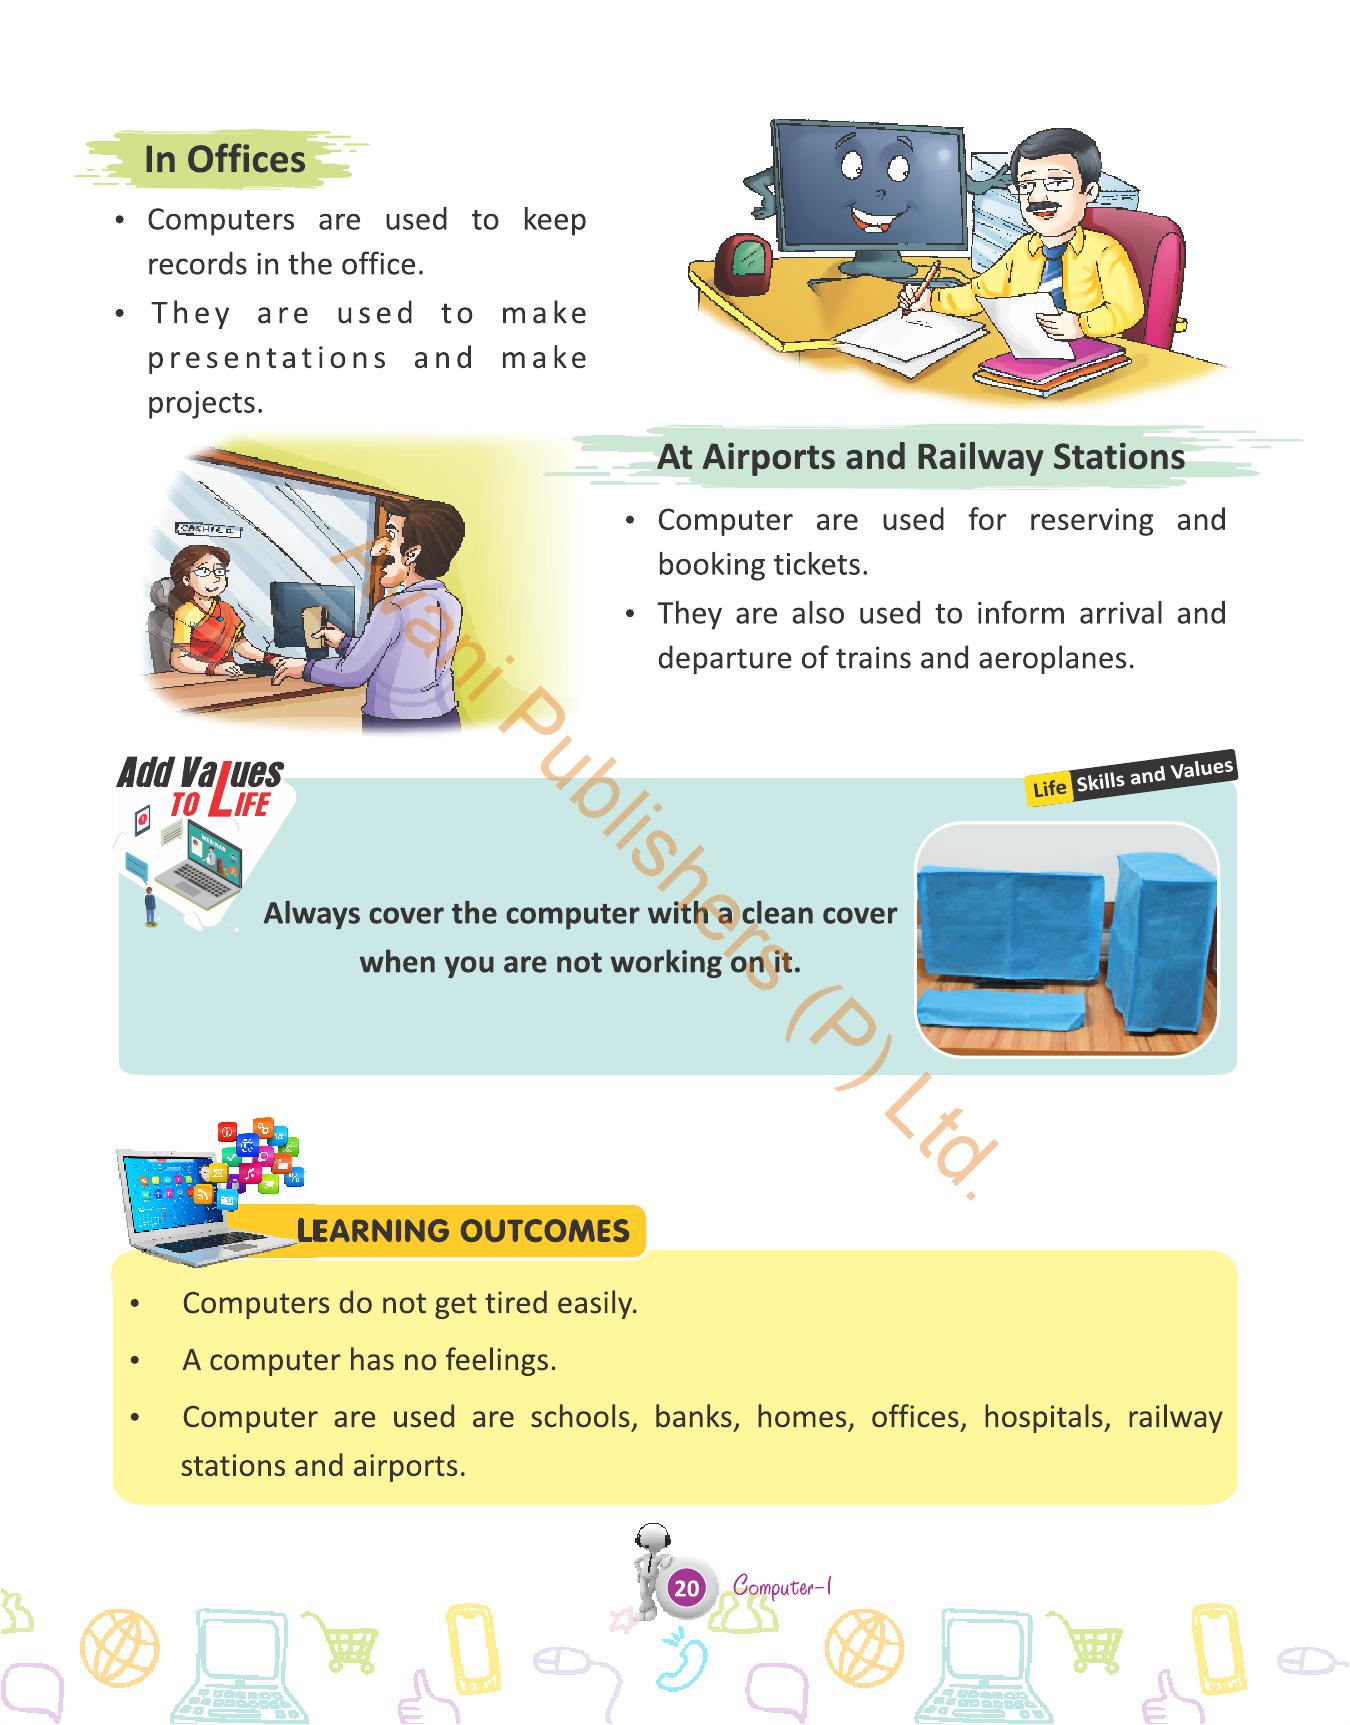 In Offices
• Computers are used to keep
records in the office.
• They are used to make
presentations and make
projects.
CASHIER
At Airports and Railway Stations
• Computer are used for reserving and
booking tickets.
• They are also used to inform arrival and
departure of trains and aeroplanes.
Avani Publishers (P) Ltd.
Add Values
TO LIFE
WEBINAR
Life Skills and Values
Always cover the computer with a clean cover
when you are not working on it.
LEARNING OUTCOMES
• Computers do not get tired easily.
• A computer has no feelings.
• Computer are used are schools, banks, homes, offices, hospitals, railway
stations and airports.
20 Computer-1